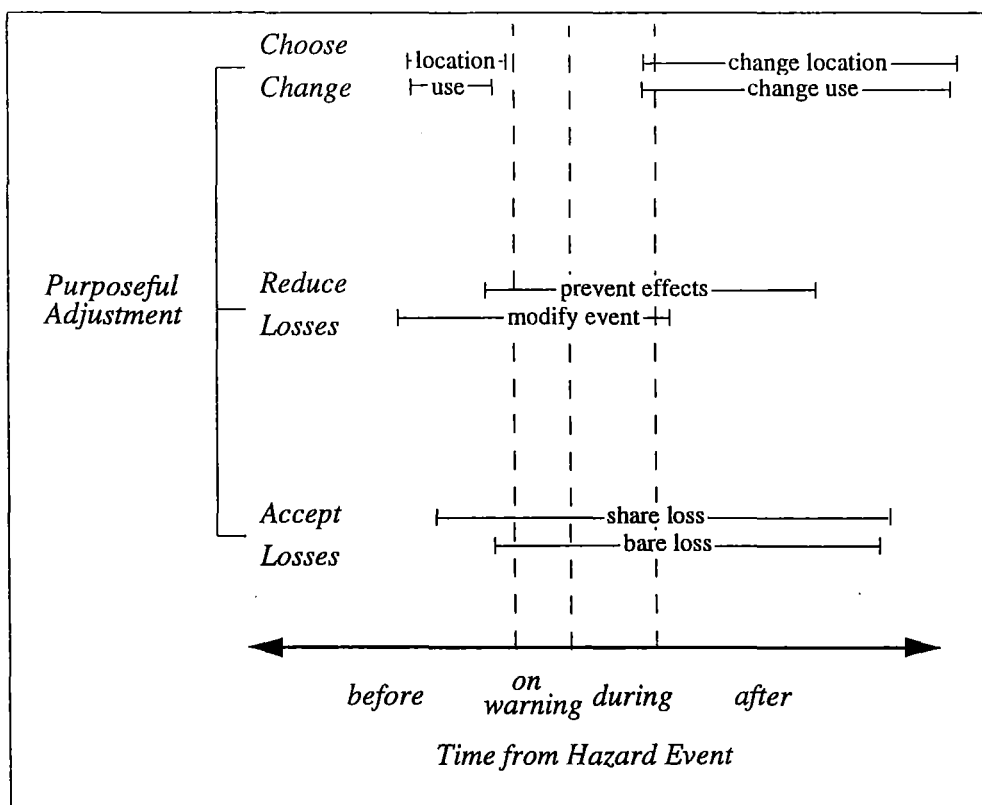 Choose
location
change location
Change
use
change use
Purposeful
Adjustment
Reduce
prevent effects
Losses
modify event
Accept
share loss
Losses
bare loss
before
on
warning
during
after
Time from Hazard Event